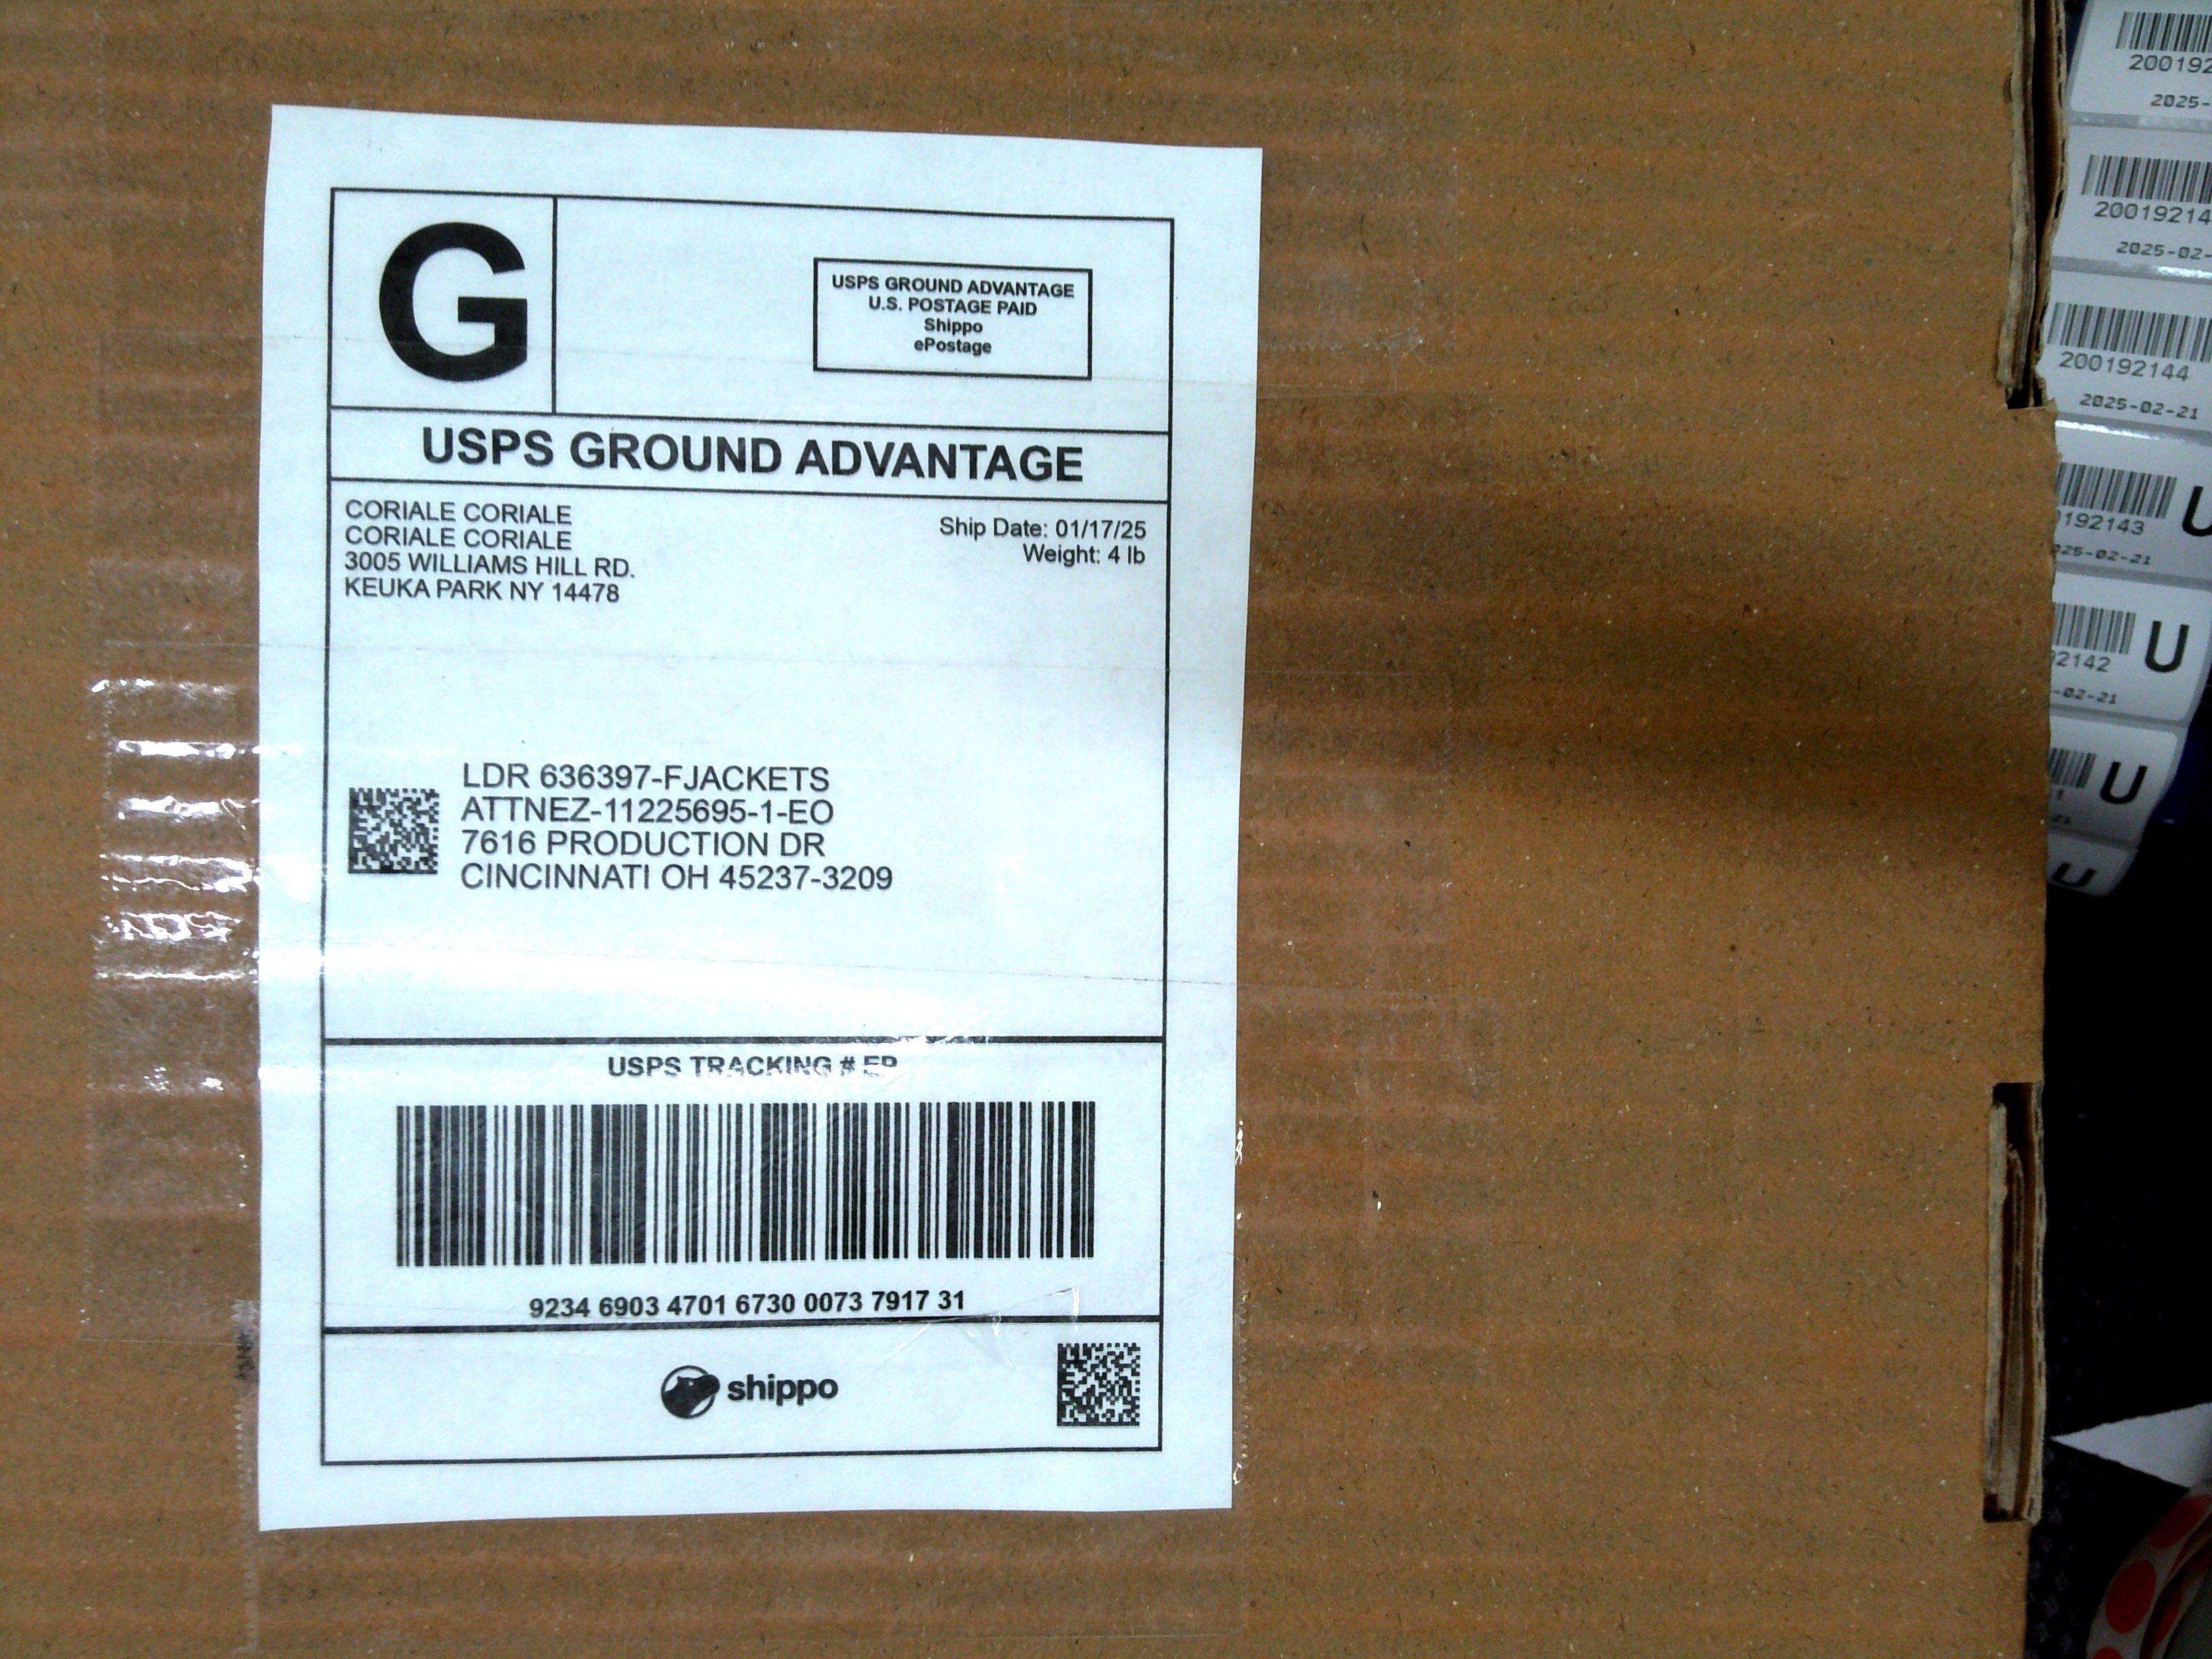 G
USPS GROUND ADVANTAGE
U.S. POSTAGE PAID
Shippo
ePostage
USPS GROUND ADVANTAGE
CORIALE CORIALE
CORIALE CORIALE
3005 WILLIAMS HILL RD.
KEUKA PARK NY 14478
Ship Date: 01/17/25
Weight: 4 lb
LDR 636397-FJACKETS
ATTNEZ-11225695-1-EO
7616 PRODUCTION DR
CINCINNATI OH 45237-3209
USPS TRACKING # EP
9234 6903 4701 6730 0073 7917 31
shippo
200192
2025-
20019214
2025-02-
200192144
2025-02-21
192143
U
25-02-21
2142
U
-02-21
U
21
U